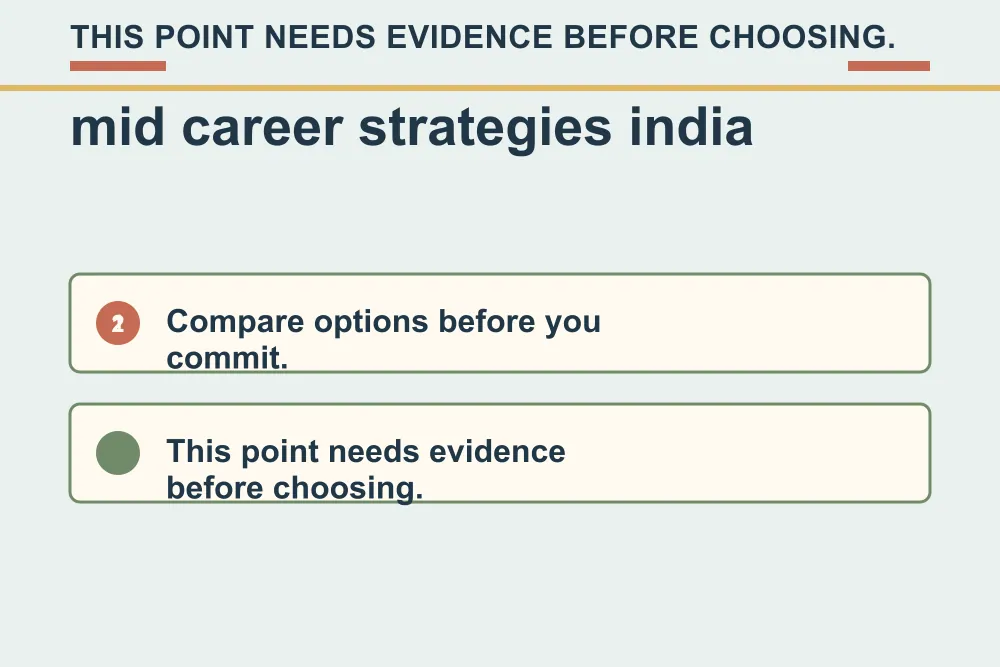 THIS POINT NEEDS EVIDENCE BEFORE CHOOSING.
mid career strategies india
2 Compare options before you
commit.
This point needs evidence
before choosing.